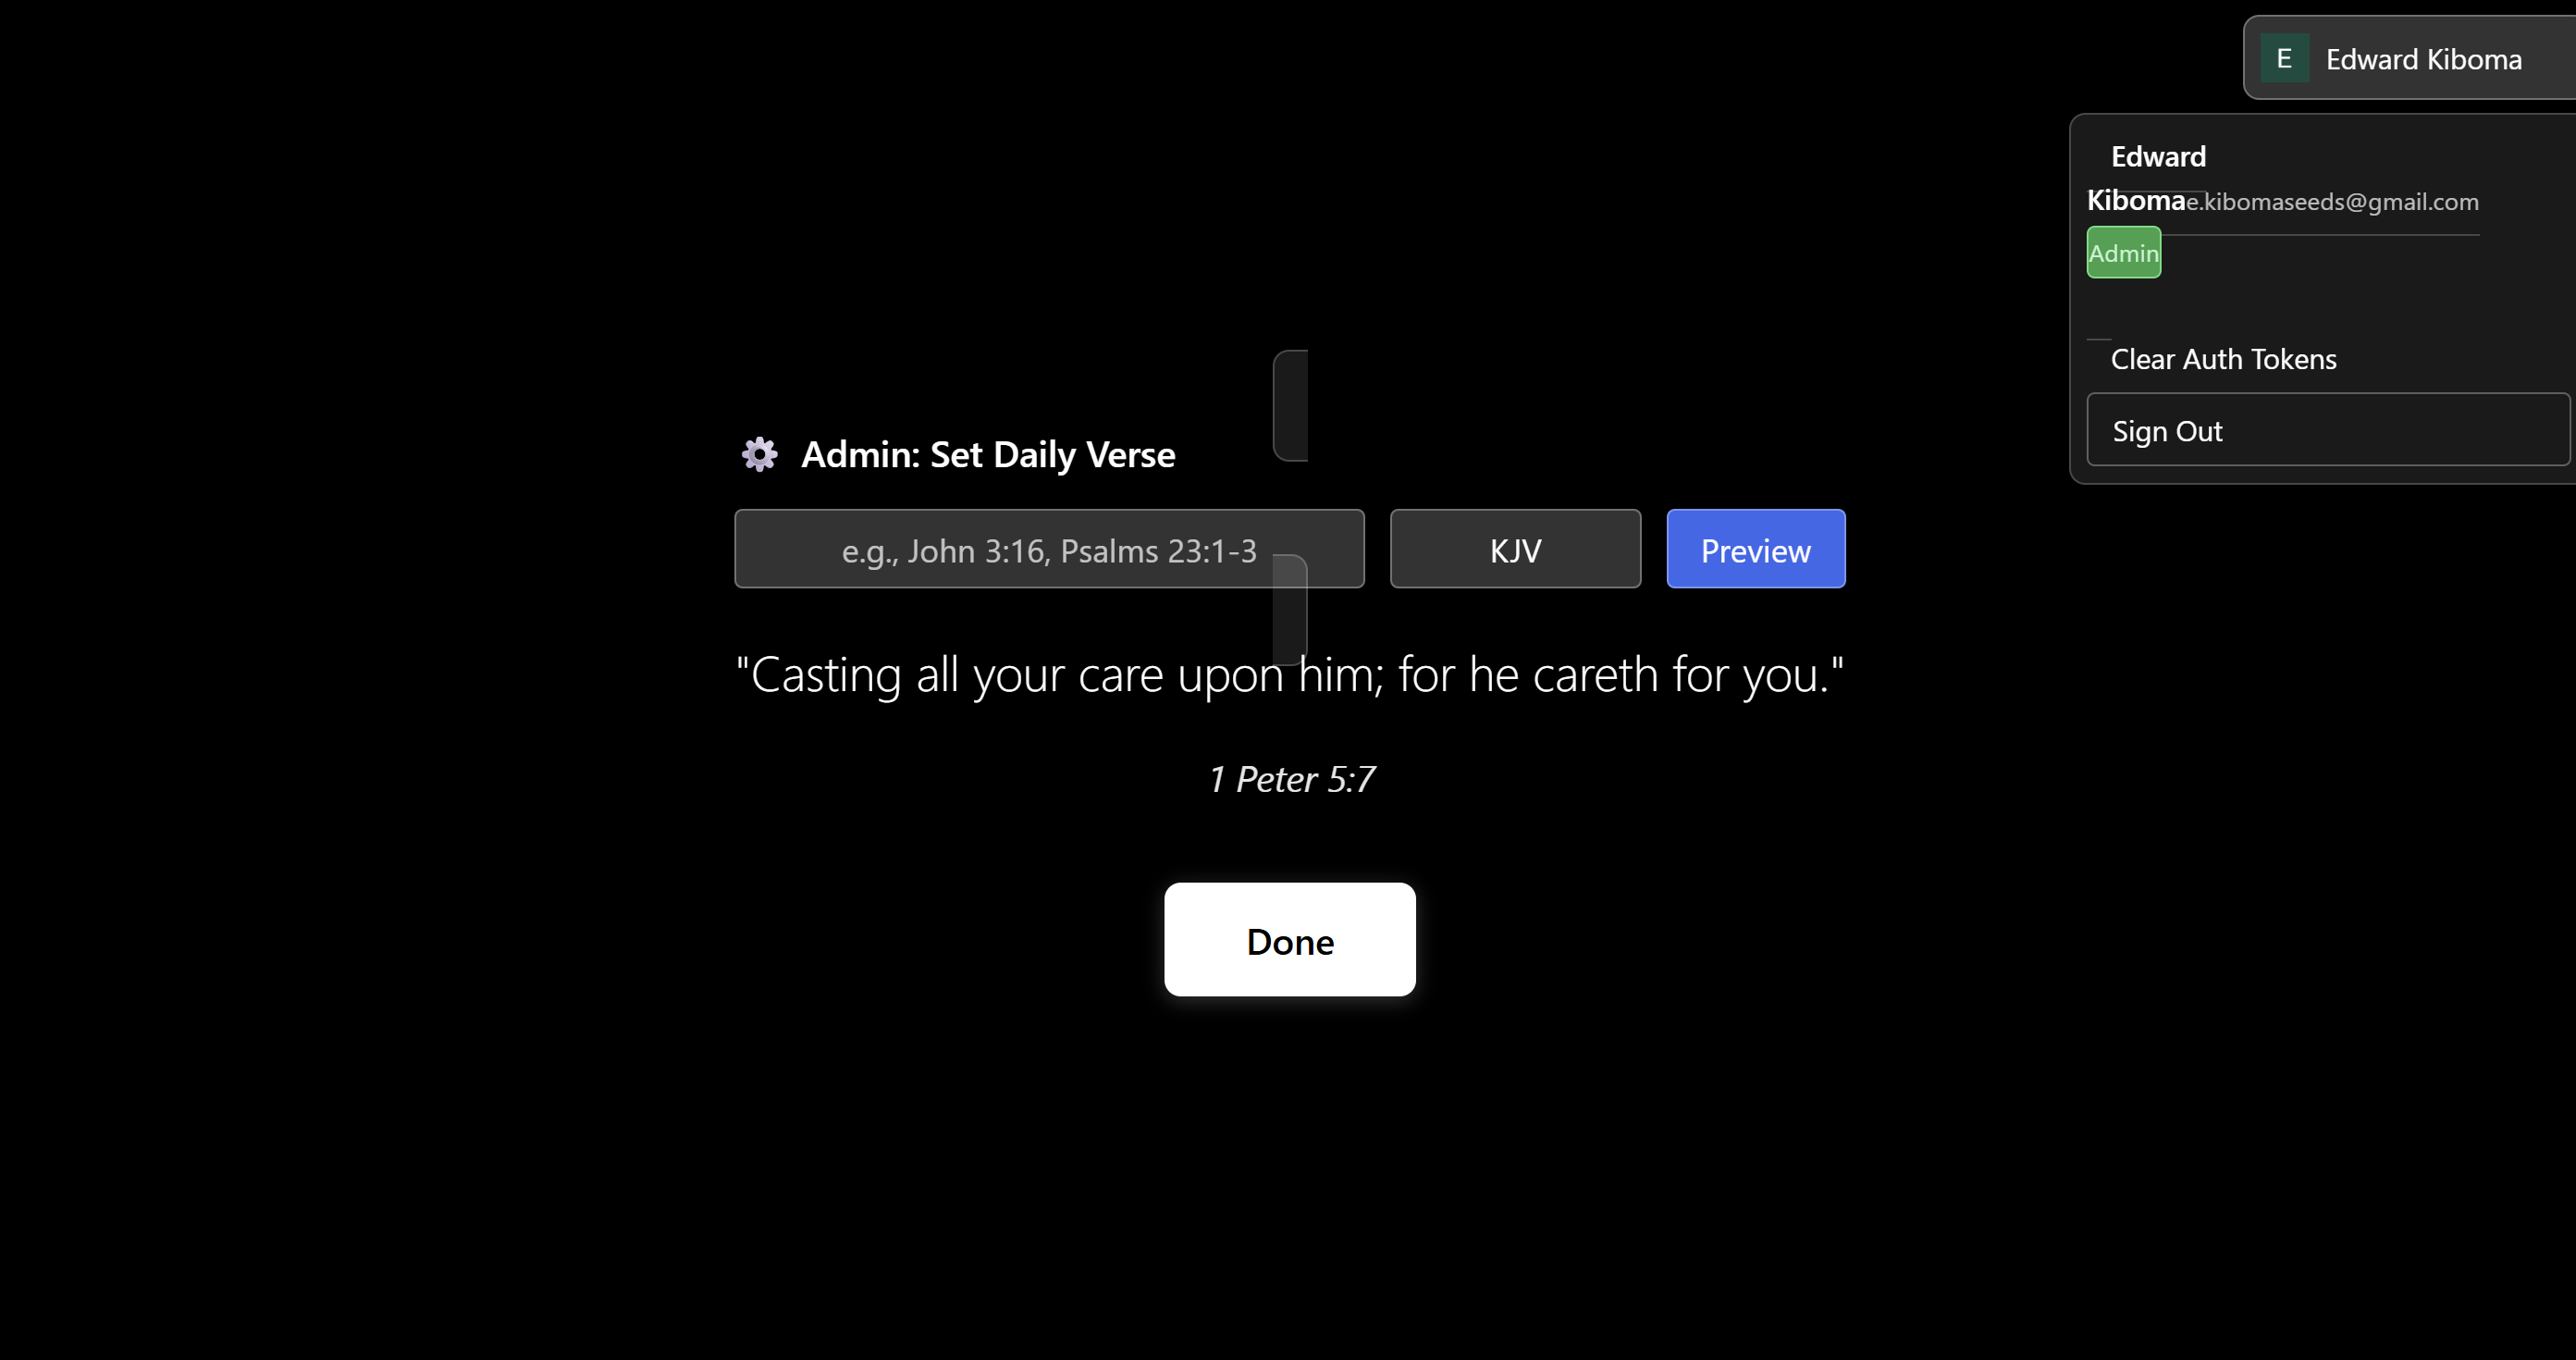 E Edward Kiboma
Edward
Kiboma e.kibomaseeds@gmail.com
Admin
Clear Auth Tokens
Sign Out
Admin: Set Daily Verse
e.g., John 3:16, Psalms 23:1-3 KJV Preview
"Casting all your care upon him; for he careth for you."
1 Peter 5:7
Done